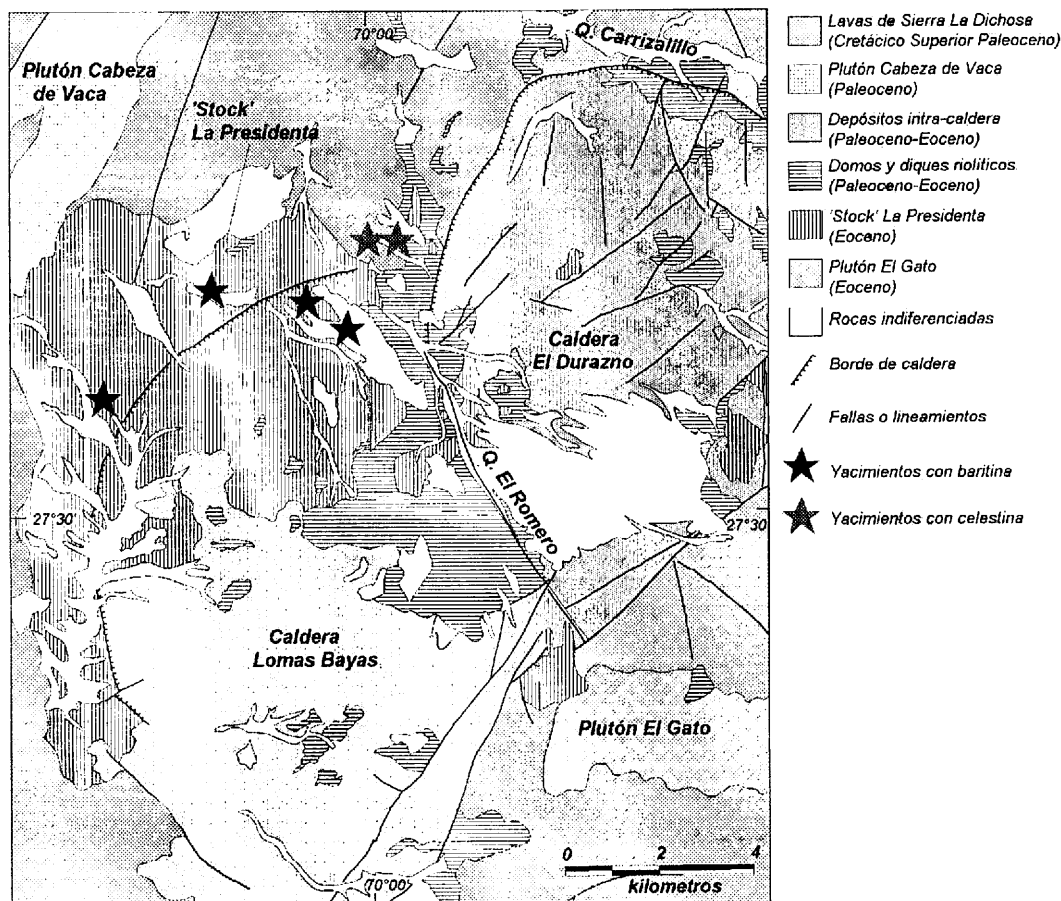 70°00'
Q. Carrizalillo
Plutón Cabeza
de Vaca
'Stock'
La Presidenta
Caldera
El Durazno
Q. El Romero
27°30'
27°30'
Caldera
Lomas Bayas
Plutón El Gato
0 2 4
kilometros
70°00'
Lavas de Sierra La Dichosa
(Cretácico Superior Paleoceno)
Plutón Cabeza de Vaca
(Paleoceno)
Depósitos intra-caldera
(Paleoceno-Eoceno)
Domos y diques riolíticos
(Paleoceno-Eoceno)
'Stock' La Presidenta
(Eoceno)
Plutón El Gato
(Eoceno)
Rocas indiferenciadas
Borde de caldera
Fallas o lineamientos
Yacimientos con baritina
Yacimientos con celestina